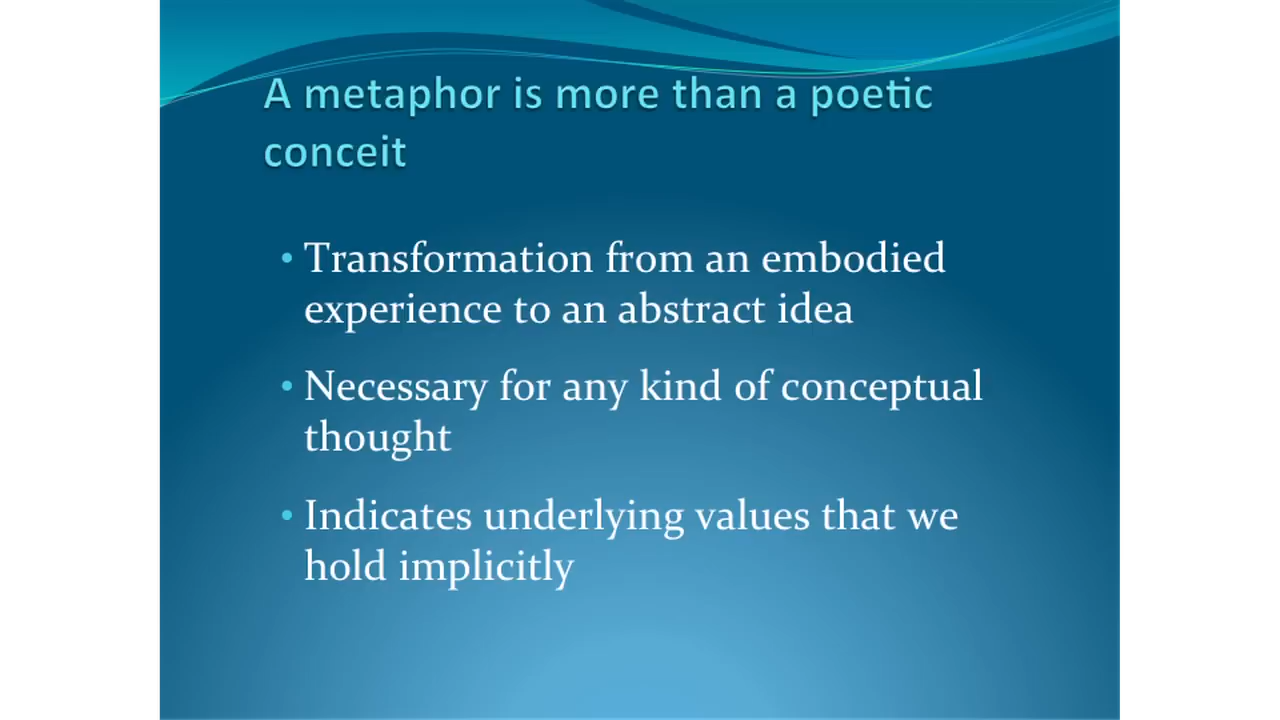 A metaphor is more than a poetic
conceit
• Transformation from an embodied
experience to an abstract idea
• Necessary for any kind of conceptual
thought
• Indicates underlying values that we
hold implicitly